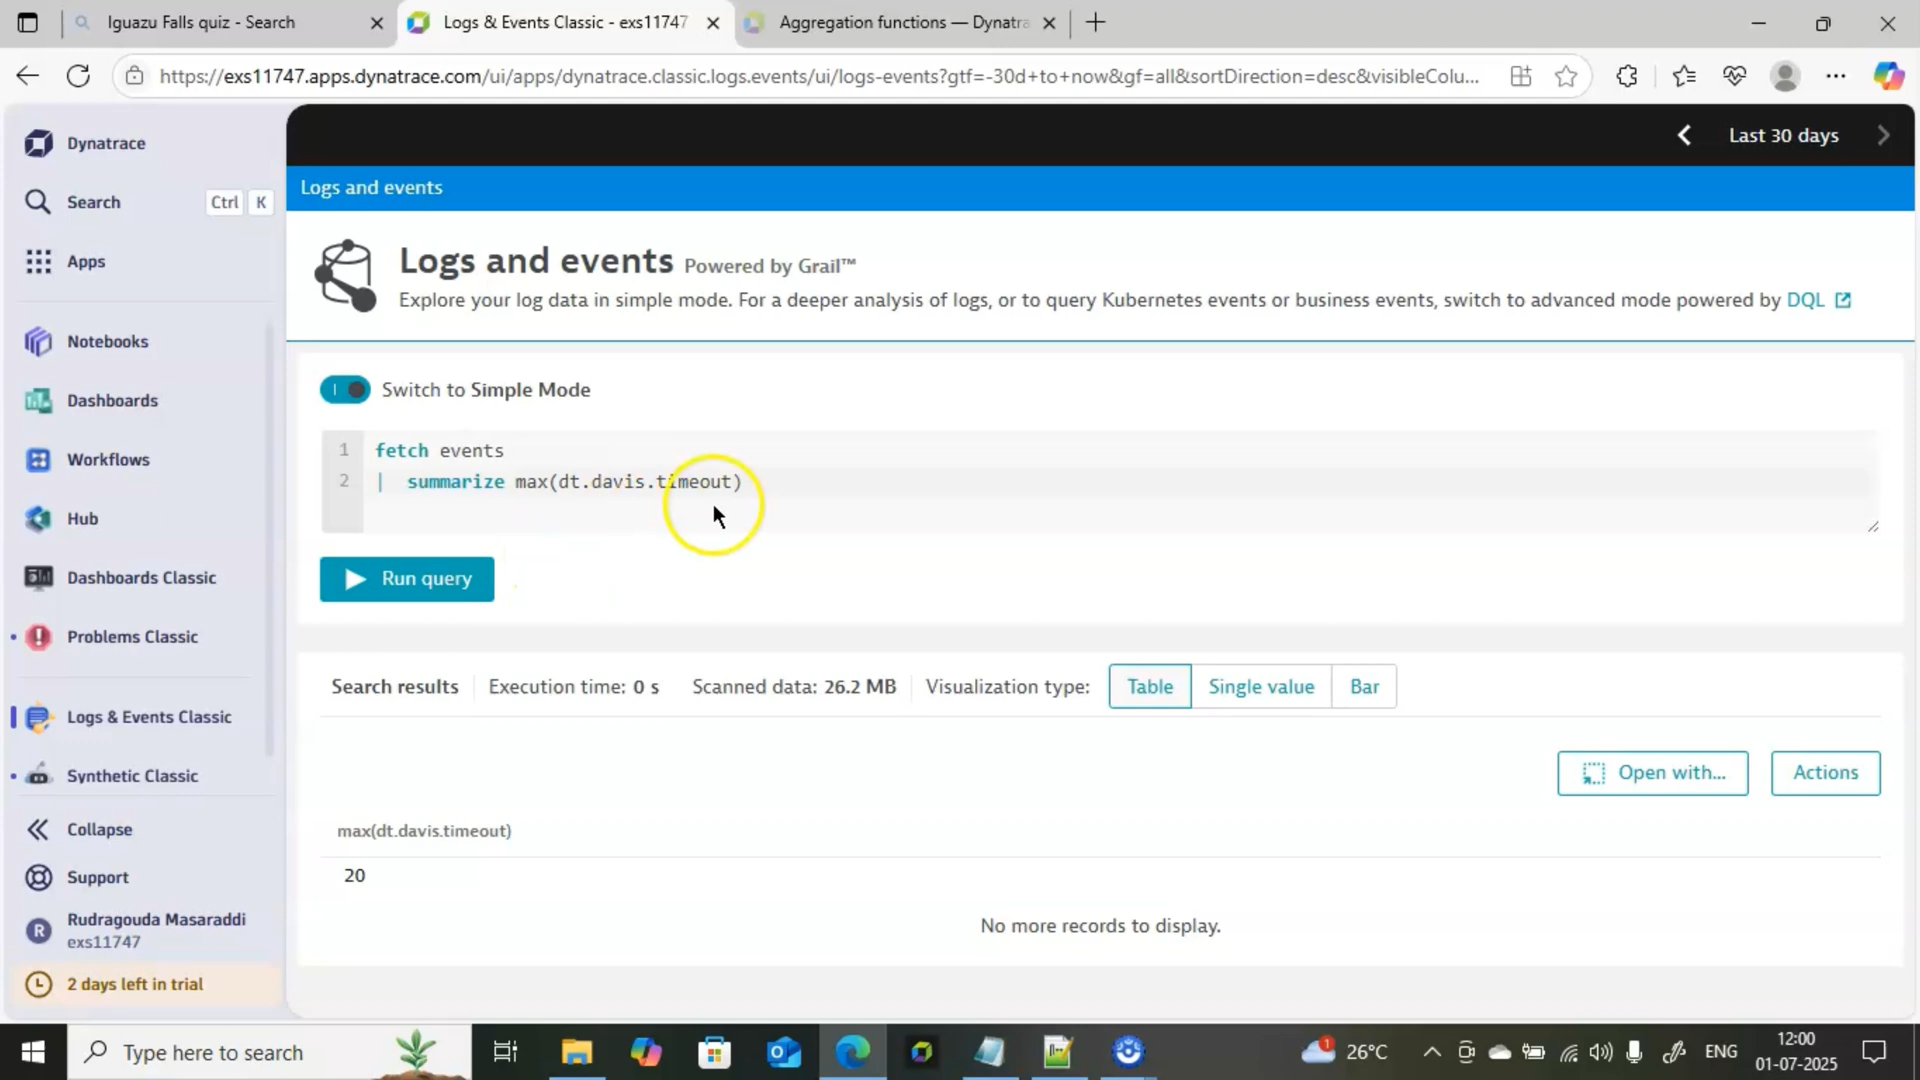 Iguazu Falls quiz - Search
Logs & Events Classic - exs11747
Aggregation functions — Dynatra
https://exs11747.apps.dynatrace.com/ui/apps/dynatrace.classic.logs.events/ui/logs-events?gtf=-30d+to+now&gf=all&sortDirection=desc&visibleColu...
Dynatrace
Search Ctrl K
Apps
Notebooks
Dashboards
Workflows
Hub
Dashboards Classic
Problems Classic
Logs & Events Classic
Synthetic Classic
Collapse
Support
R Rudragouda Masaraddi
exs11747
2 days left in trial
Last 30 days
Logs and events
Logs and events Powered by Grail™
Explore your log data in simple mode. For a deeper analysis of logs, or to query Kubernetes events or business events, switch to advanced mode powered by DQL
Switch to Simple Mode
1 fetch events
2 | summarize max(dt.davis.timeout)
Run query
Search results Execution time: 0 s Scanned data: 26.2 MB Visualization type: Table Single value Bar
Open with... Actions
max(dt.davis.timeout)
20
No more records to display.
Type here to search
1 26°C
ENG
12:00
01-07-2025